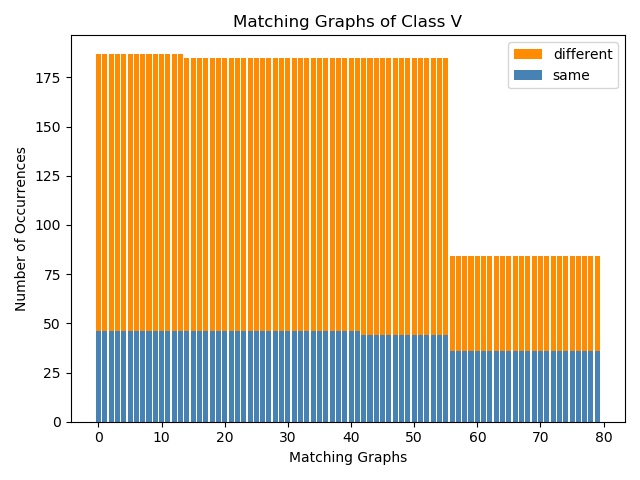 Matching Graphs of Class V
different
same
Number of Occurrences
175
150
125
100
75
50
25
0
0 10 20 30 40 50 60 70 80
Matching Graphs